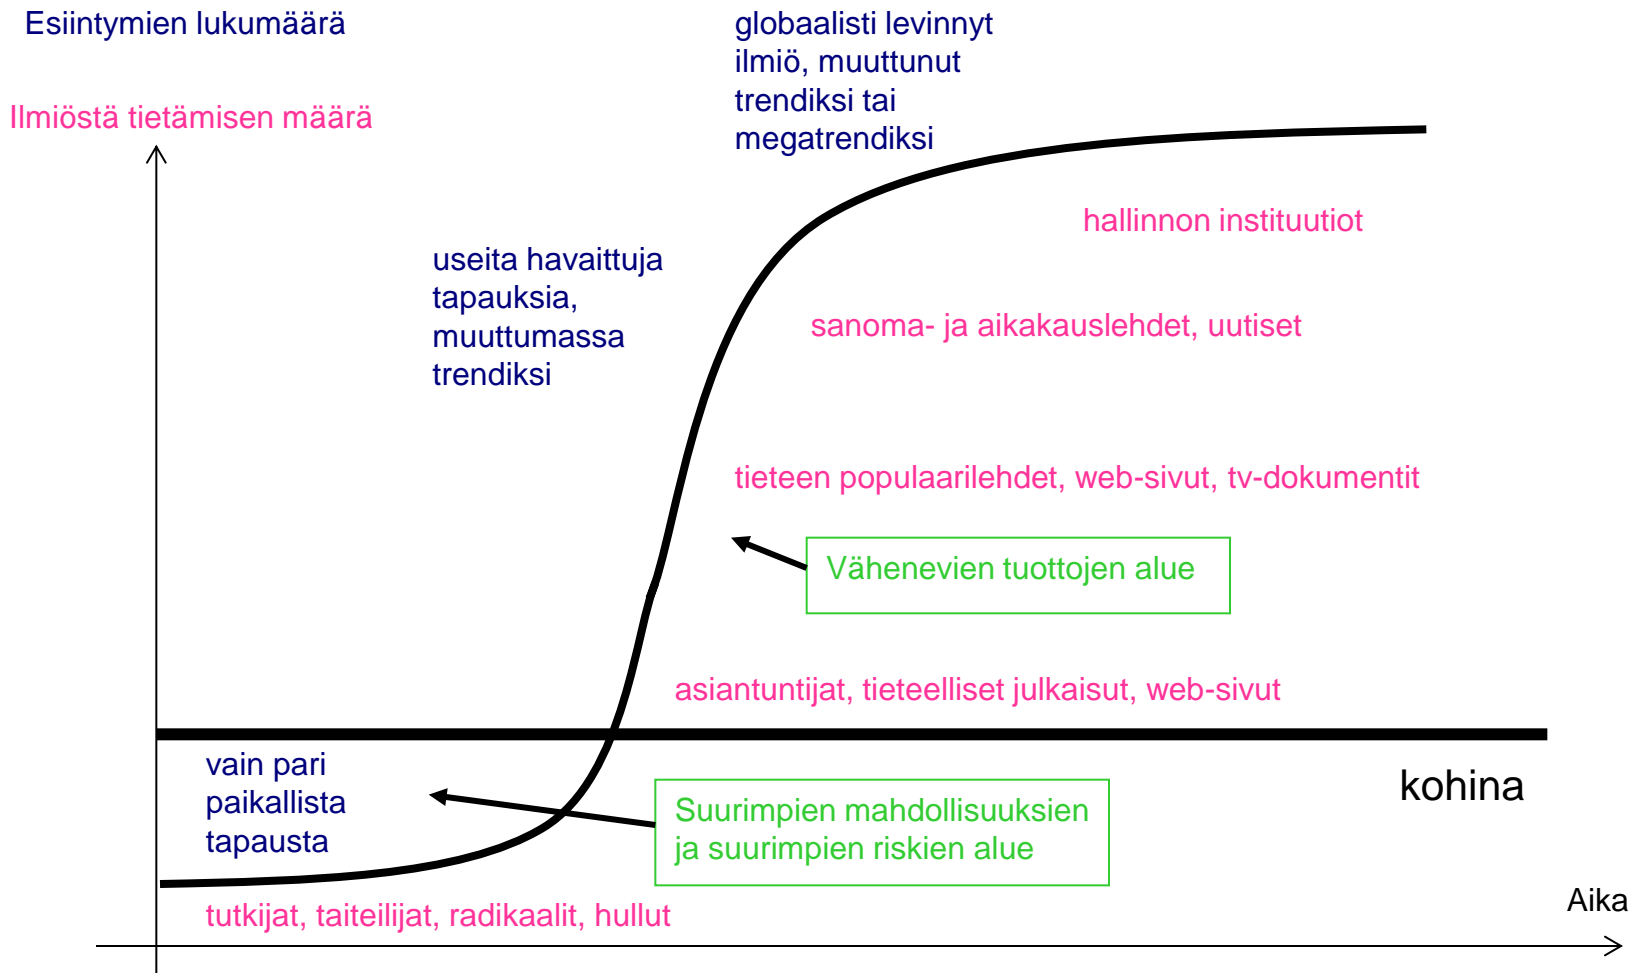 Esiintymien lukumäärä
Ilmiöstä tietämisen määrä
globaalisti levinnyt
ilmiö, muuttunut
trendiksi tai
megatrendiksi
hallinnon instituutiot
useita havaittuja
tapauksia,
muuttumassa
trendiksi
sanoma- ja aikakauslehdet, uutiset
tieteen populaarilehdet, web-sivut, tv-dokumentit
Vähenevien tuottojen alue
asiantuntijat, tieteelliset julkaisut, web-sivut
vain pari
paikallista
tapausta
kohina
Suurimpien mahdollisuuksien
ja suurimpien riskien alue
tutkijat, taiteilijat, radikaalit, hullut
Aika